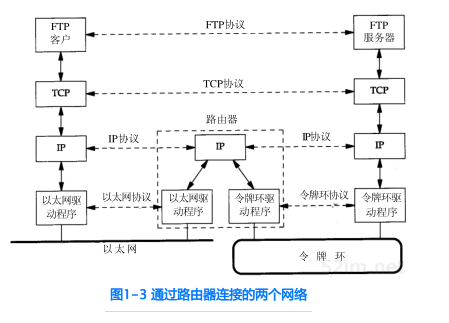 FTP
客户
FTP协议
FTP
服务器
TCP
TCP协议
TCP
路由器
IP
IP协议
IP
IP协议
IP
以太网驱
动程序
以太网协议
以太网驱
动程序
令牌环驱
动程序
令牌环协议
令牌环驱
动程序
以太网
令牌环
52im.net
图1-3 通过路由器连接的两个网络